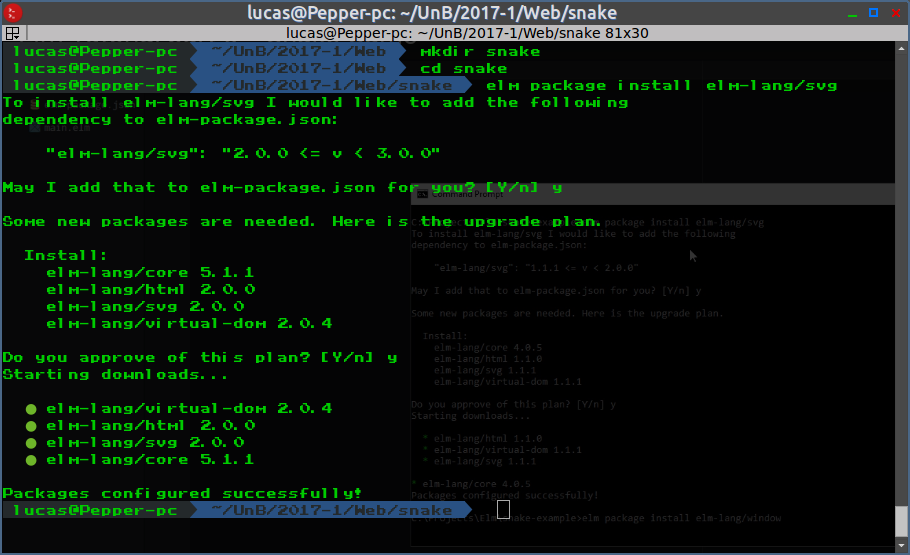 lucas@Pepper-pc: ~/UnB/2017-1/Web/snake
lucas@Pepper-pc: ~/UnB/2017-1/Web/snake 81x30
lucas@Pepper-pc ~/UnB/2017-1/Web mkdir snake
lucas@Pepper-pc ~/UnB/2017-1/Web cd snake
lucas@Pepper-pc ~/UnB/2017-1/Web/snake elm package install elm-lang/svg
To install elm-lang/svg I would like to add the following
dependency to elm-package.json:
"elm-lang/svg": "2.0.0 <= v < 3.0.0"
May I add that to elm-package.json for you? [Y/n] y
Some new packages are needed. Here is the upgrade plan.
Install:
elm-lang/core 5.1.1
elm-lang/html 2.0.0
elm-lang/svg 2.0.0
elm-lang/virtual-dom 2.0.4
Do you approve of this plan? [Y/n] y
Starting downloads...
● elm-lang/virtual-dom 2.0.4
● elm-lang/html 2.0.0
● elm-lang/svg 2.0.0
● elm-lang/core 5.1.1
Packages configured successfully!
lucas@Pepper-pc ~/UnB/2017-1/Web/snake
main.elm
Command Prompt
package install elm-lang/svg
To install elm-lang/svg I would like to add the following
dependency to elm-package.json:
"elm-lang/svg": "1.1.1 <= v < 2.0.0"
May I add that to elm-package.json for you? [Y/n] y
Some new packages are needed. Here is the upgrade plan.
Install:
elm-lang/core 4.0.5
elm-lang/html 1.1.0
elm-lang/svg 1.1.1
elm-lang/virtual-dom 1.1.1
Do you approve of this plan? [Y/n] y
Starting downloads...
* elm-lang/html 1.1.0
* elm-lang/virtual-dom 1.1.1
* elm-lang/svg 1.1.1
* elm-lang/core 4.0.5
Packages configured successfully!
elm package install elm-lang/window